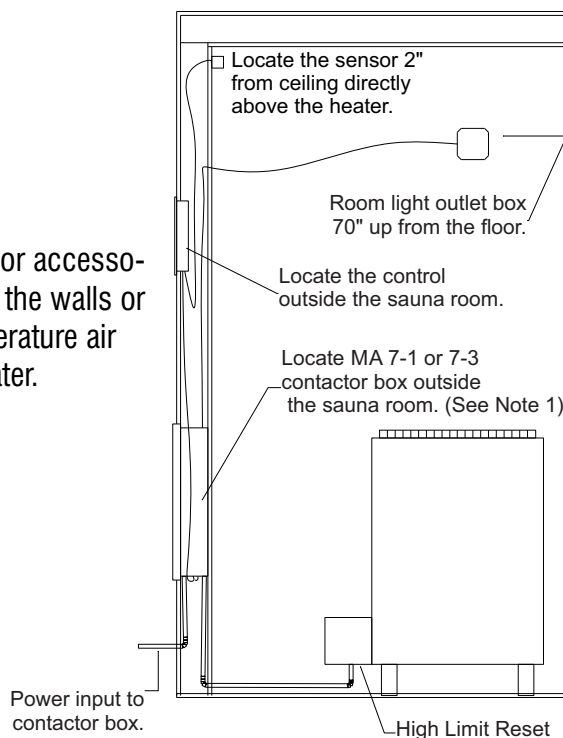 Locate the sensor 2"
from ceiling directly
above the heater.
Room light outlet box
70" up from the floor.
or accesso-
the walls or
erature air
ater.
Locate the control
outside the sauna room.
Locate MA 7-1 or 7-3
contactor box outside
the sauna room. (See Note 1)
Power input to
contactor box.
High Limit Reset